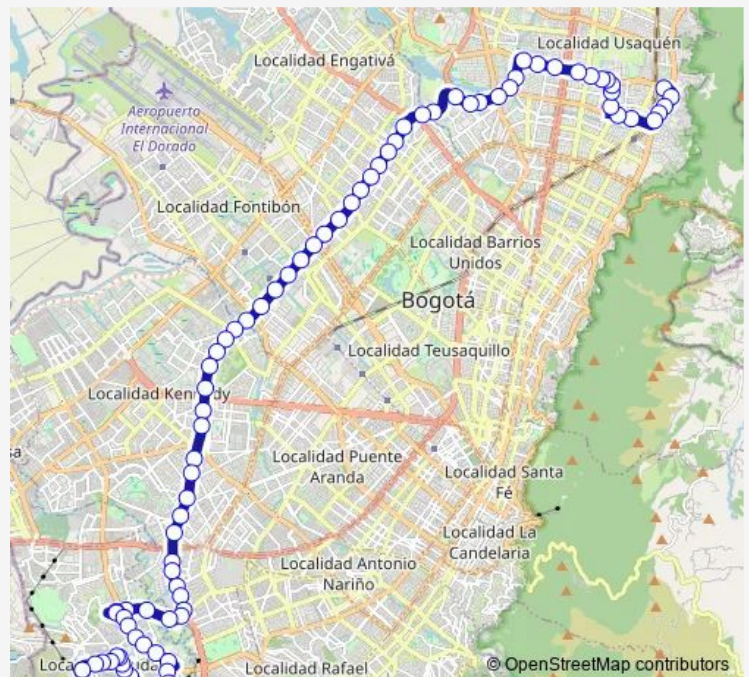 Localidad Usaquén
Localidad Engativá
Aeropuerto
Internacional
El Dorado
Localidad Fontibón
Localidad Barrios
Unidos
Bogotá
Localidad Teusaquillo
Localidad Kennedy
Localidad Puente
Aranda
Localidad Santa
Fé
Localidad La
Candelaria
Localidad Antonio
Nariño
Localidad Rafael
© OpenStreetMap contributors